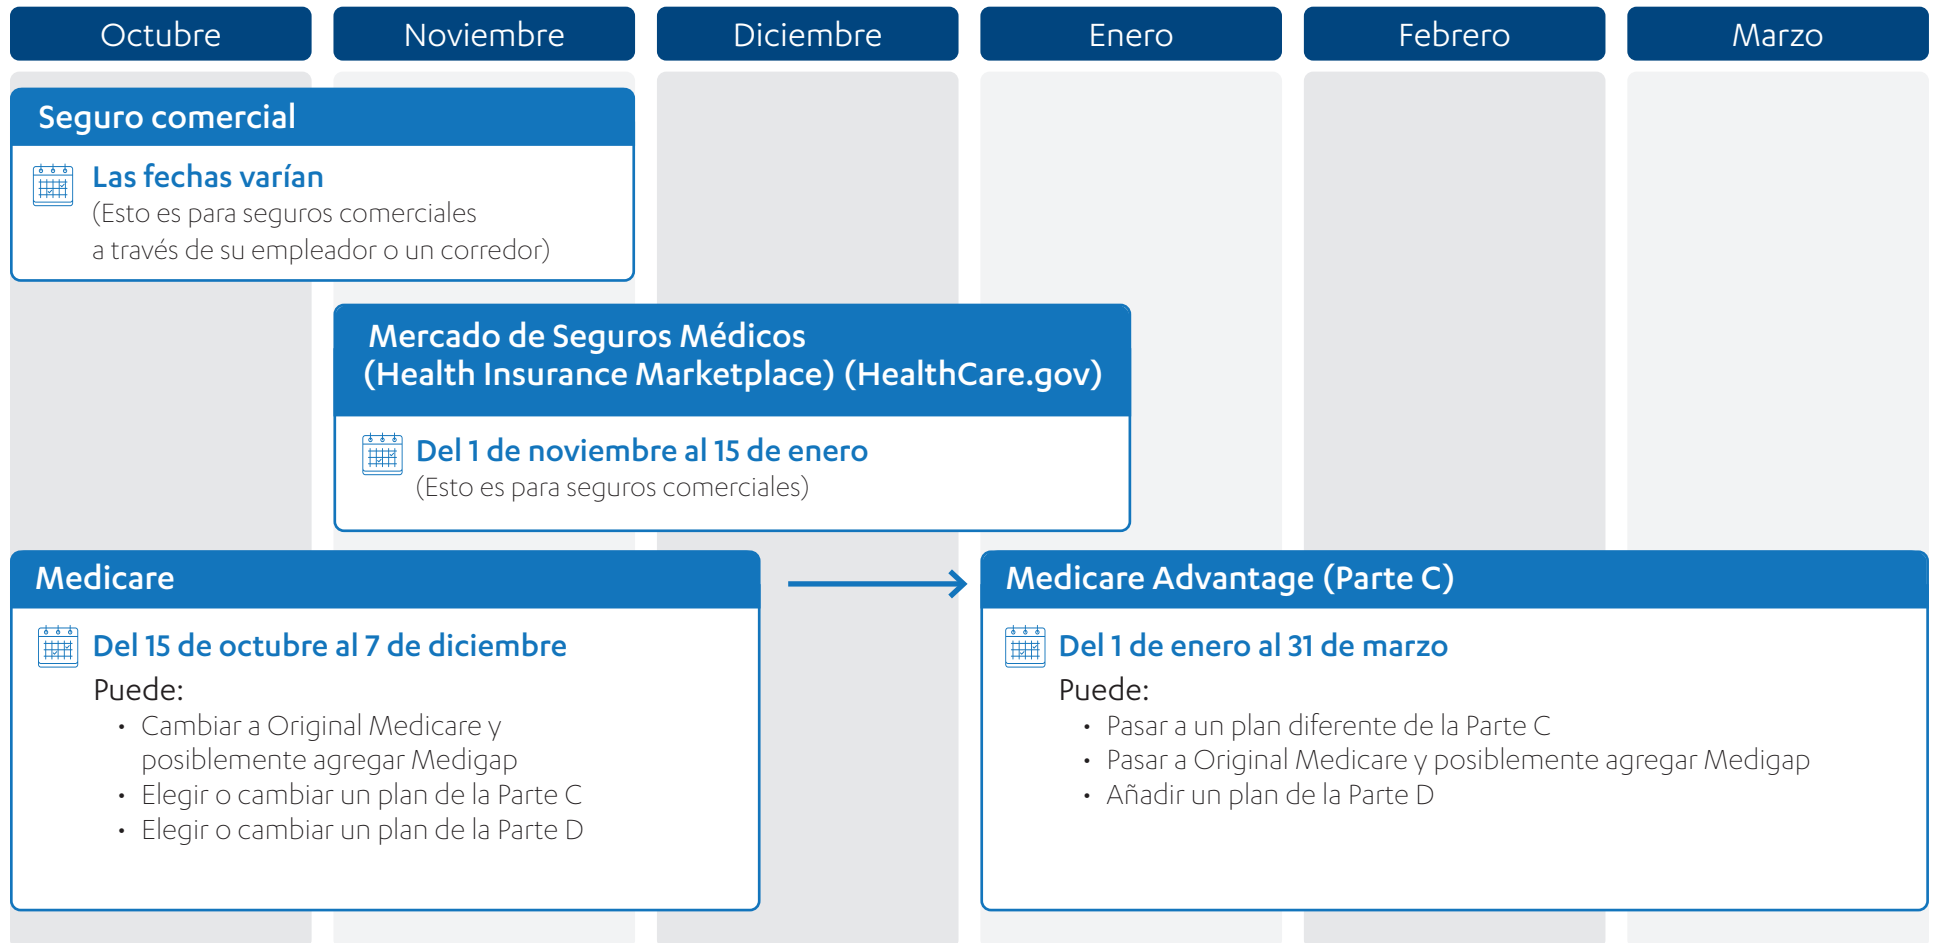 Octubre
Noviembre
Diciembre
Enero
Febrero
Marzo
Seguro comercial
Las fechas varían
(Esto es para seguros comerciales
a través de su empleador o un corredor)
Mercado de Seguros Médicos
(Health Insurance Marketplace) (HealthCare.gov)
Del 1 de noviembre al 15 de enero
(Esto es para seguros comerciales)
Medicare
Del 15 de octubre al 7 de diciembre
Puede:
• Cambiar a Original Medicare y
posiblemente agregar Medigap
• Elegir o cambiar un plan de la Parte C
• Elegir o cambiar un plan de la Parte D
Medicare Advantage (Parte C)
Del 1 de enero al 31 de marzo
Puede:
• Pasar a un plan diferente de la Parte C
• Pasar a Original Medicare y posiblemente agregar Medigap
• Añadir un plan de la Parte D